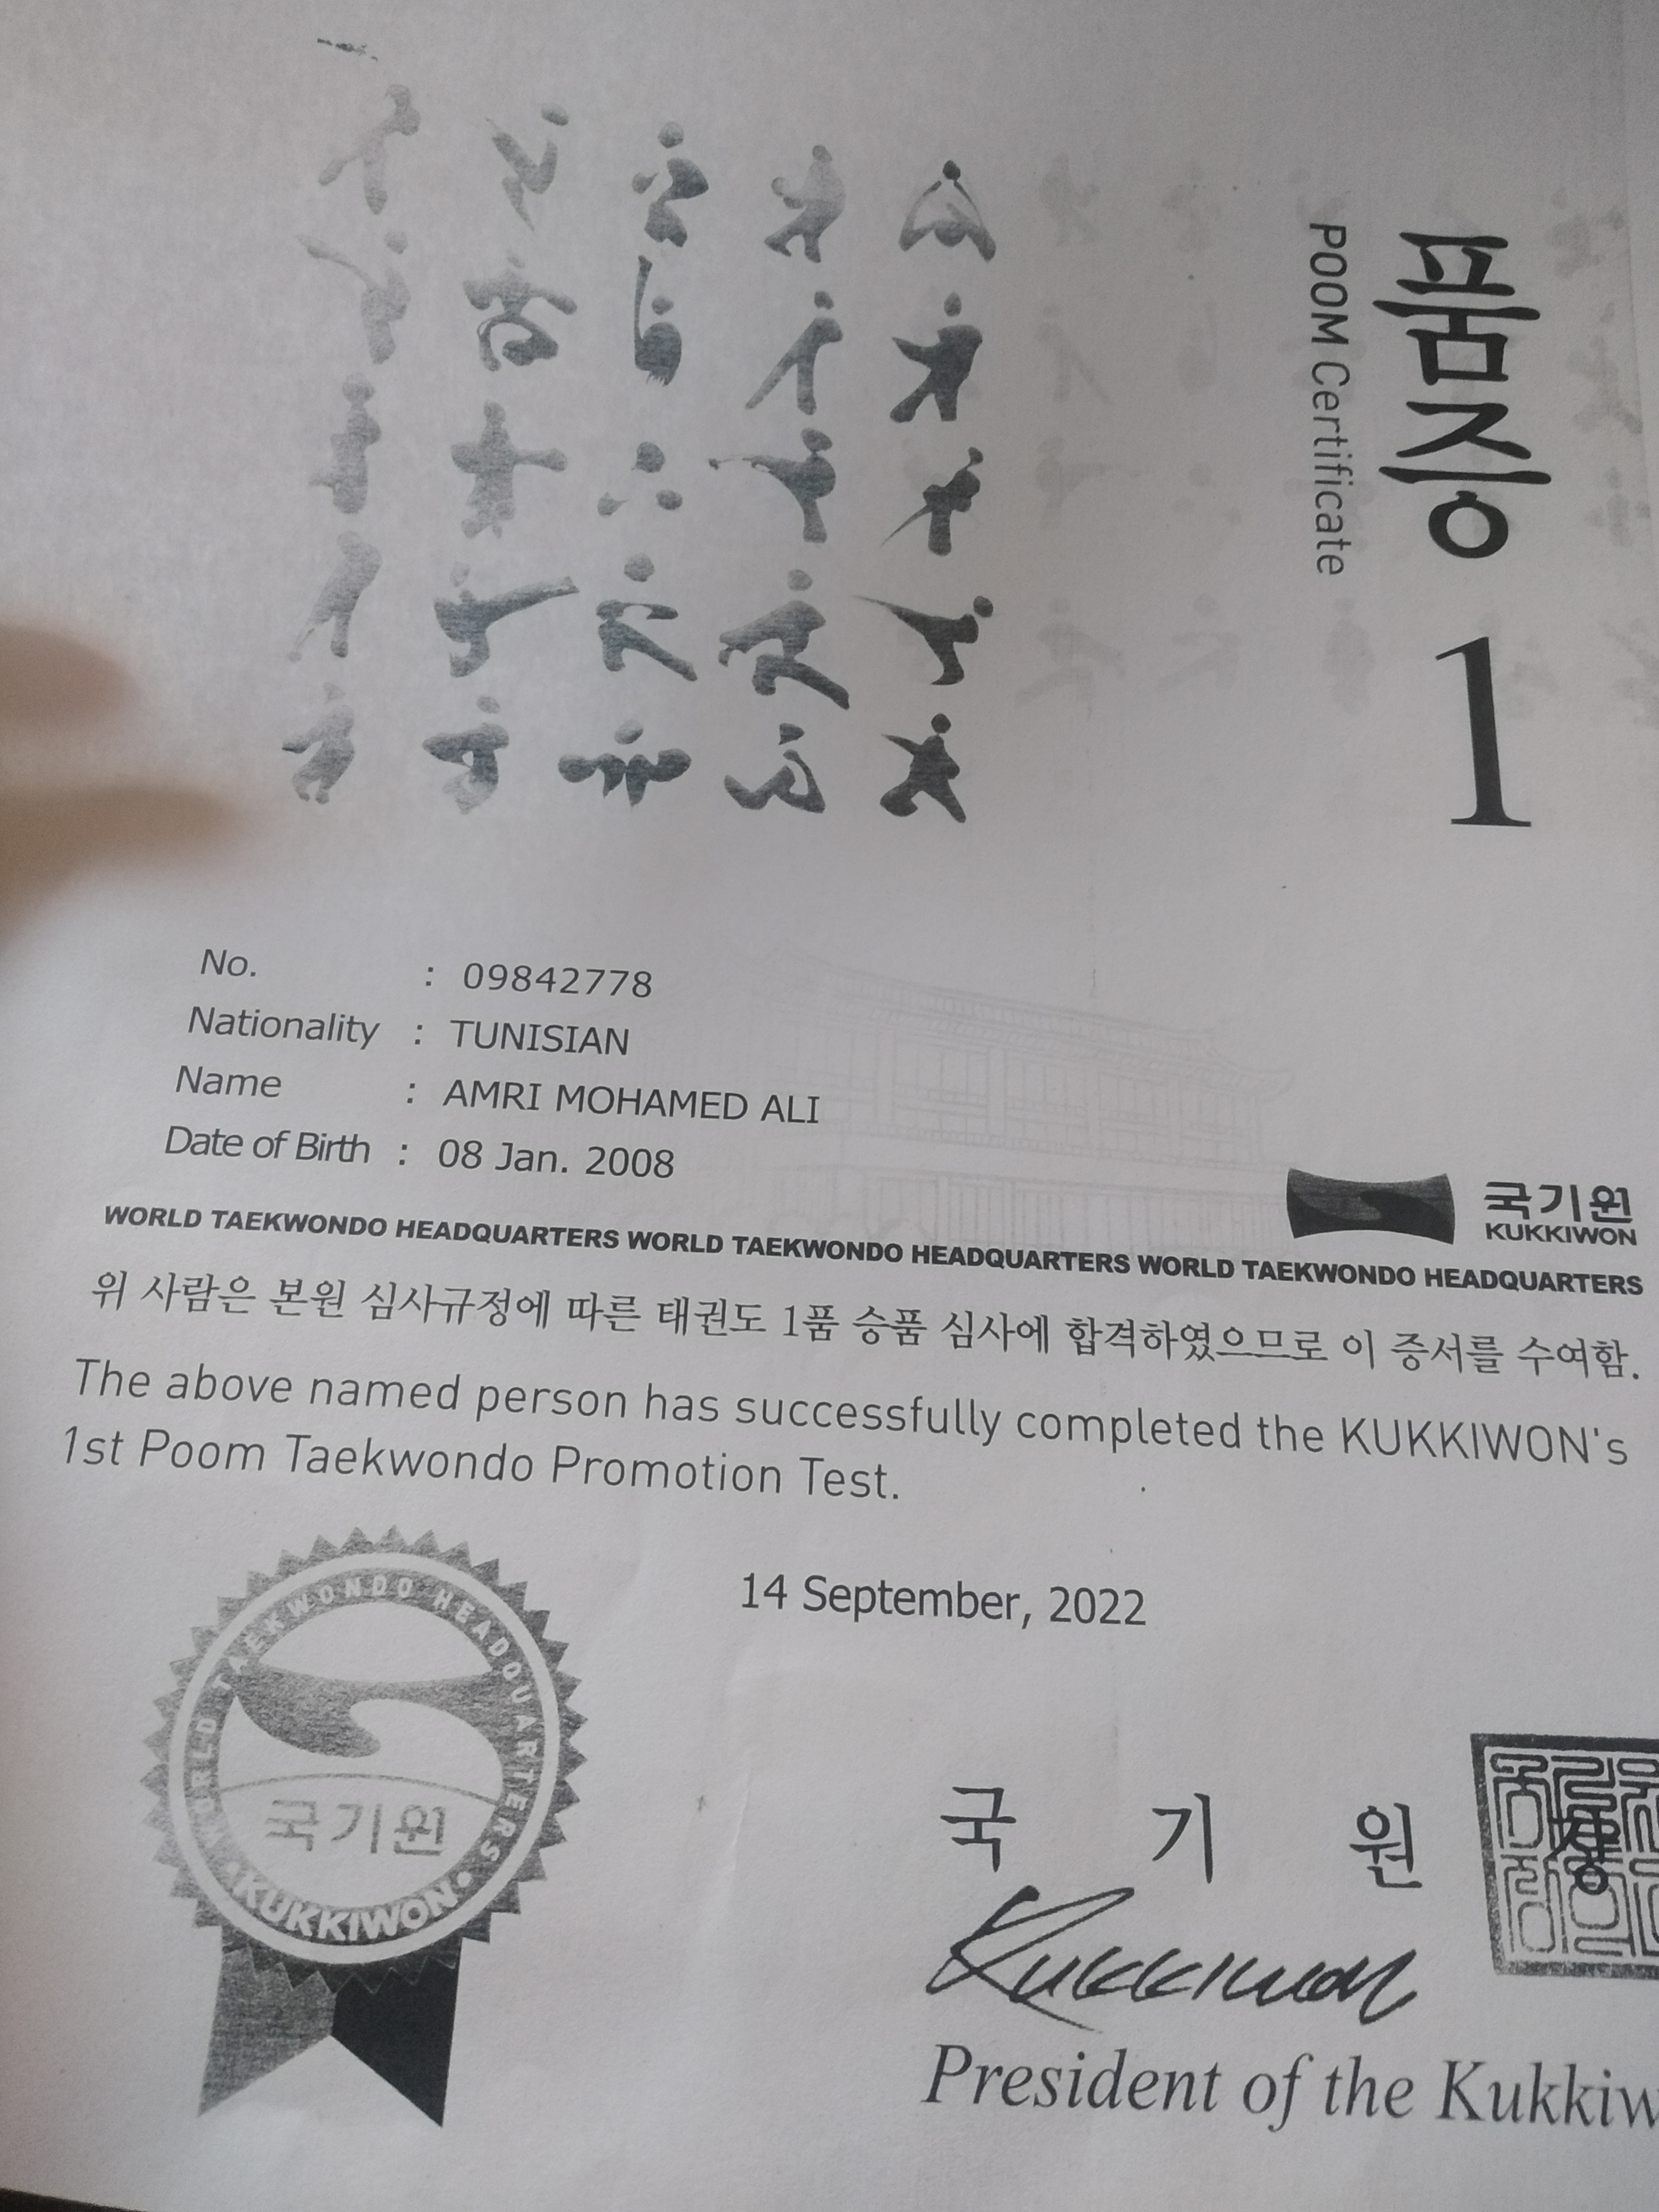 품증 1
POOM Certificate
No. : 09842778
Nationality : TUNISIAN
Name : AMRI MOHAMED ALI
Date of Birth : 08 Jan. 2008
국기원
KUKKIWON
WORLD TAEKWONDO HEADQUARTERS WORLD TAEKWONDO HEADQUARTERS WORLD TAEKWONDO HEADQUARTERS
위 사람은 본원 심사규정에 따른 태권도 1품 승품 심사에 합격하였으므로 이 증서를 수여함.
The above named person has successfully completed the KUKKIWON's
1st Poom Taekwondo Promotion Test.
14 September, 2022
WORLD TAEKWONDO HEADQUARTERS
국기원
•KUKKIWON•
국 기 원
Kukkiwon
President of the Kukkiw